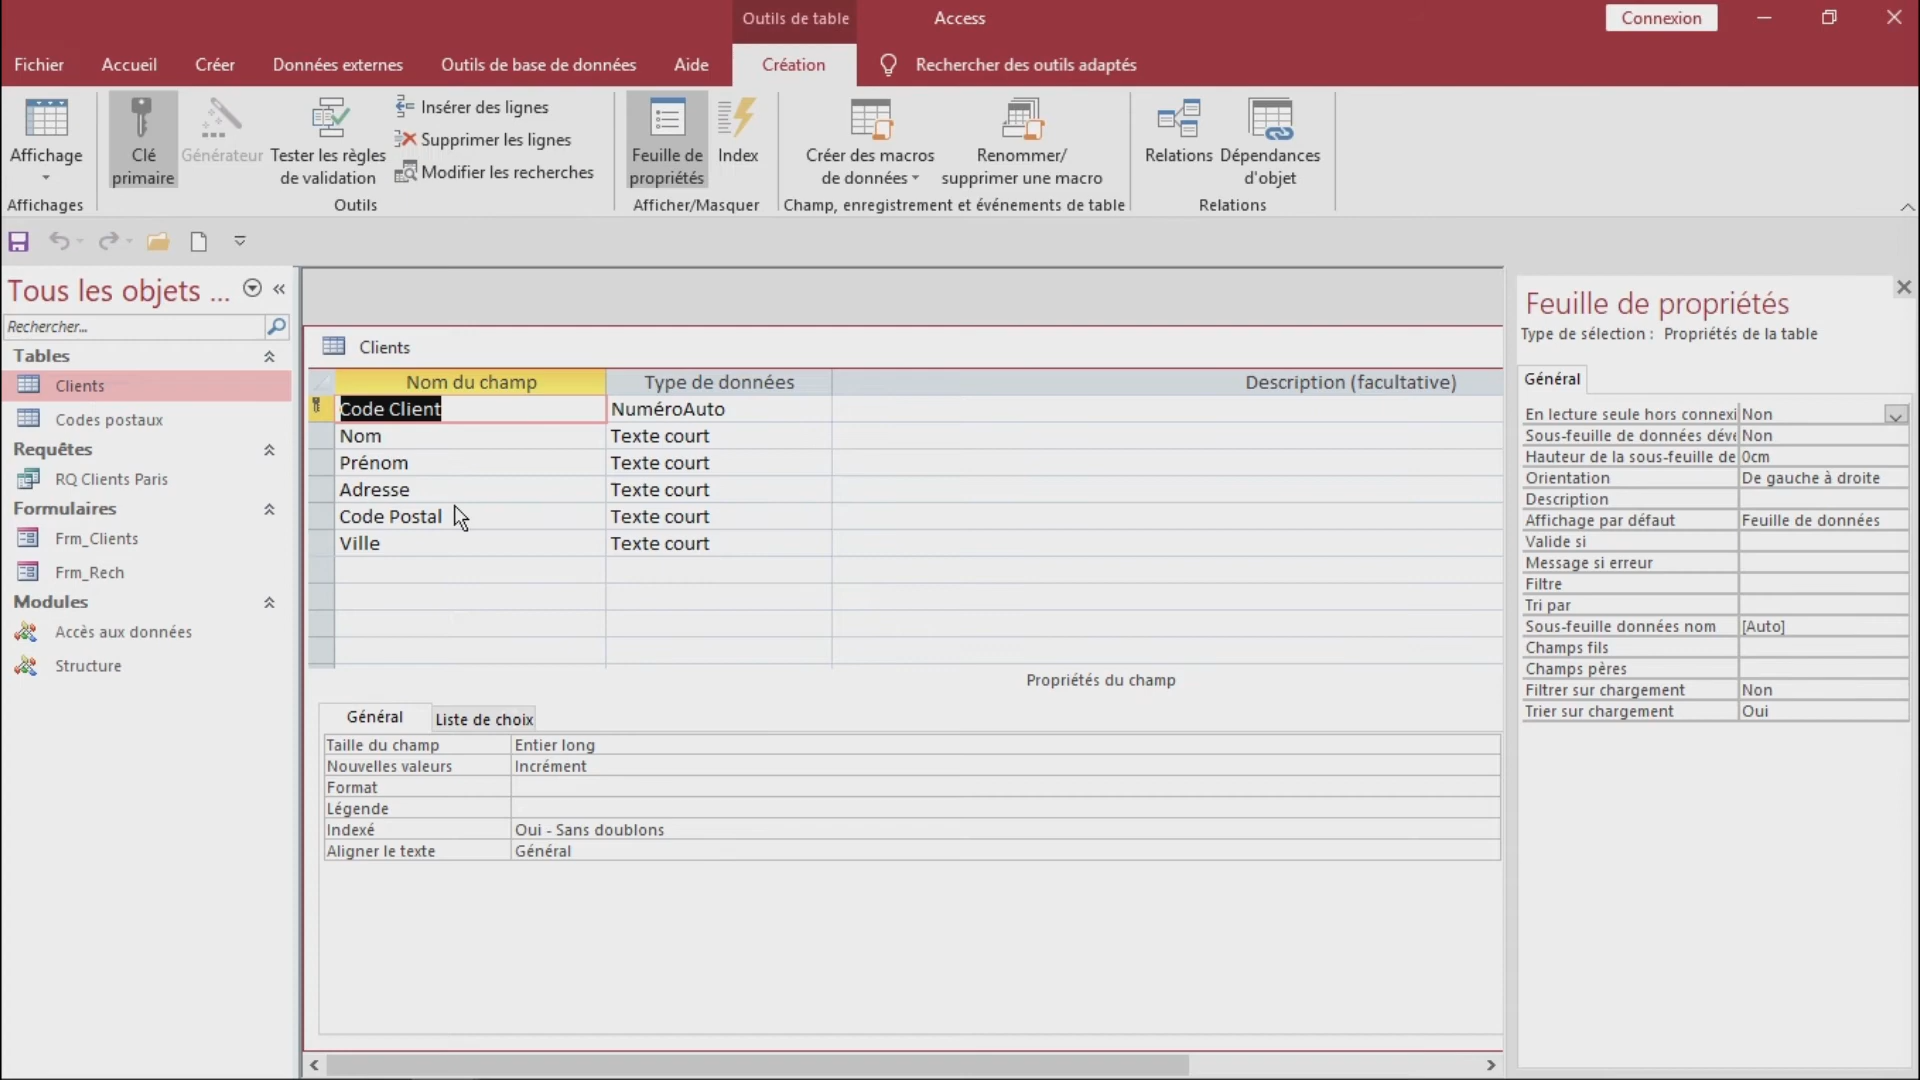 Outils de table
Access
Connexion
Fichier
Accueil
Créer
Données externes
Outils de base de données
Aide
Création
Rechercher des outils adaptés
Affichage
Clé
primaire
Générateur
Tester les règles
de validation
Insérer des lignes
Supprimer les lignes
Modifier les recherches
Feuille de
propriétés
Index
Créer des macros
de données
Renommer/
supprimer une macro
Relations
Dépendances
d'objet
Affichages
Outils
Afficher/Masquer
Champ, enregistrement et événements de table
Relations
Tous les objets ...
Rechercher...
Tables
Clients
Codes postaux
Requêtes
RQ Clients Paris
Formulaires
Frm_Clients
Frm_Rech
Modules
Accès aux données
Structure
Clients
Nom du champ Type de données Description (facultative)
Code Client NuméroAuto
Nom Texte court
Prénom Texte court
Adresse Texte court
Code Postal Texte court
Ville Texte court
Propriétés du champ
Général Liste de choix
Taille du champ Entier long
Nouvelles valeurs Incrément
Format
Légende
Indexé Oui - Sans doublons
Aligner le texte Général
Feuille de propriétés
Type de sélection : Propriétés de la table
Général
En lecture seule hors connexi Non
Sous-feuille de données déve Non
Hauteur de la sous-feuille de 0cm
Orientation De gauche à droite
Description
Affichage par défaut Feuille de données
Valide si
Message si erreur
Filtre
Tri par
Sous-feuille données nom [Auto]
Champs fils
Champs pères
Filtrer sur chargement Non
Trier sur chargement Oui